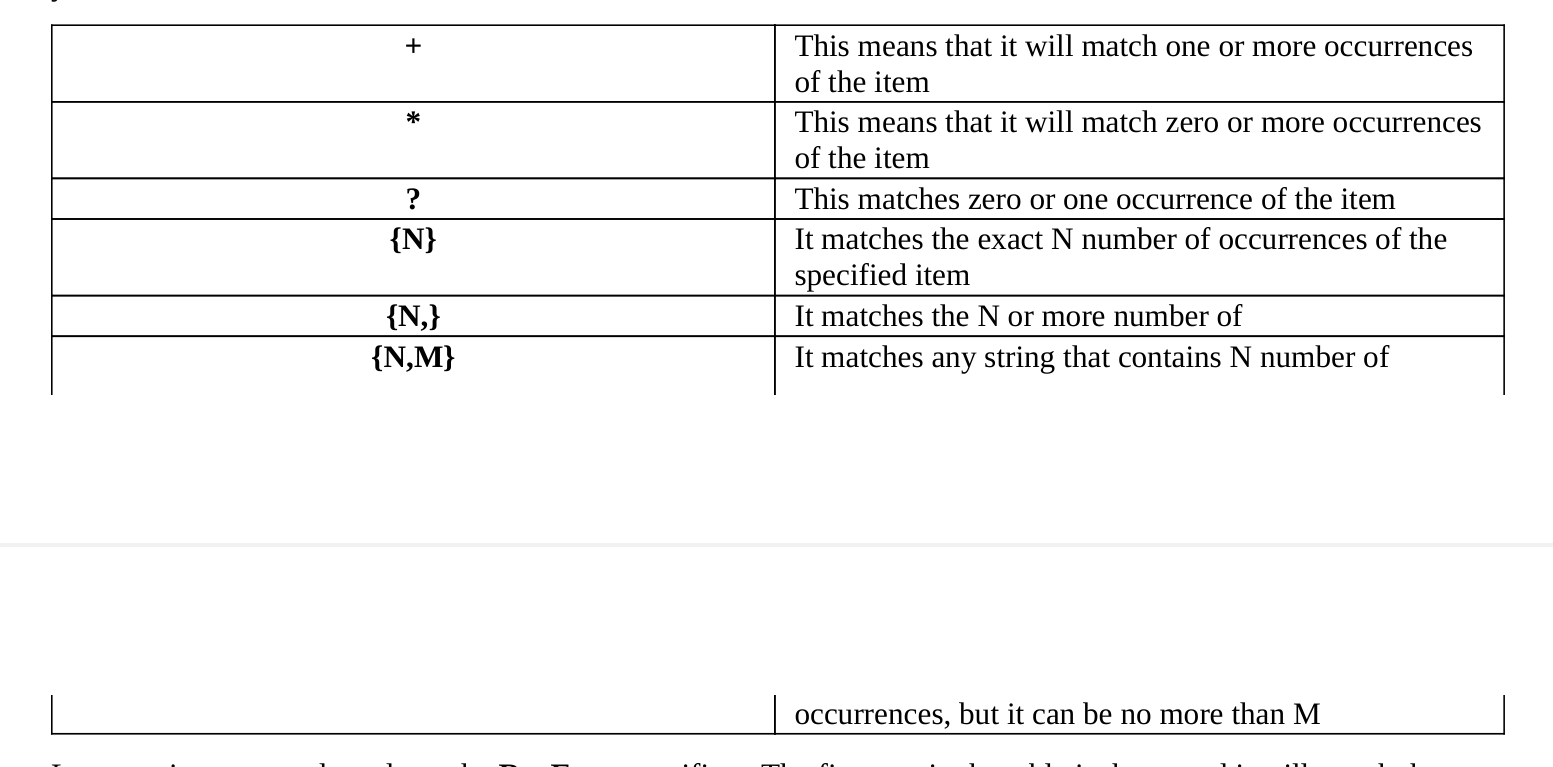 + This means that it will match one or more occurrences
of the item
* This means that it will match zero or more occurrences
of the item
? This matches zero or one occurrence of the item
{N} It matches the exact N number of occurrences of the
specified item
{N,} It matches the N or more number of
{N,M} It matches any string that contains N number of
occurrences, but it can be no more than M